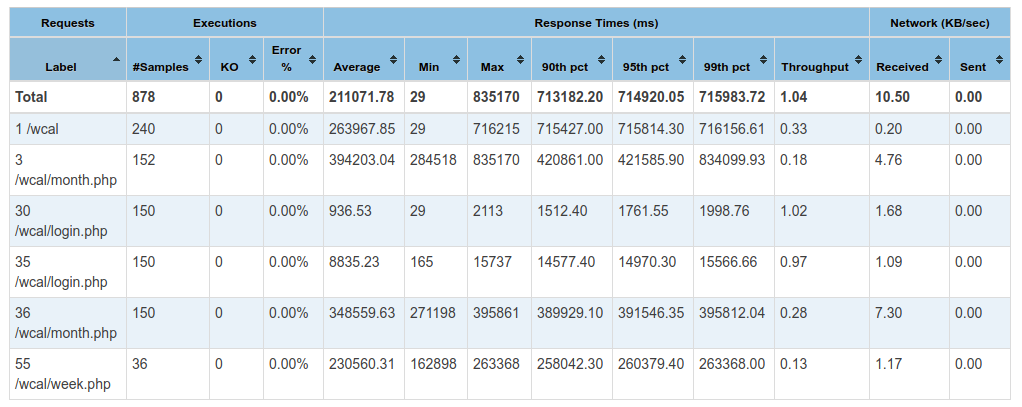 Requests Executions Response Times (ms) Network (KB/sec)
Label #Samples KO Error % Average Min Max 90th pct 95th pct 99th pct Throughput Received Sent
Total 878 0 0.00% 211071.78 29 835170 713182.20 714920.05 715983.72 1.04 10.50 0.00
1 /wcal 240 0 0.00% 263967.85 29 716215 715427.00 715814.30 716156.61 0.33 0.20 0.00
3 152 0 0.00% 394203.04 284518 835170 420861.00 421585.90 834099.93 0.18 4.76 0.00
/wcal/month.php
30 150 0 0.00% 936.53 29 2113 1512.40 1761.55 1998.76 1.02 1.68 0.00
/wcal/login.php
35 150 0 0.00% 8835.23 165 15737 14577.40 14970.30 15566.66 0.97 1.09 0.00
/wcal/login.php
36 150 0 0.00% 348559.63 271198 395861 389929.10 391546.35 395812.04 0.28 7.30 0.00
/wcal/month.php
55 36 0 0.00% 230560.31 162898 263368 258042.30 260379.40 263368.00 0.13 1.17 0.00
/wcal/week.php